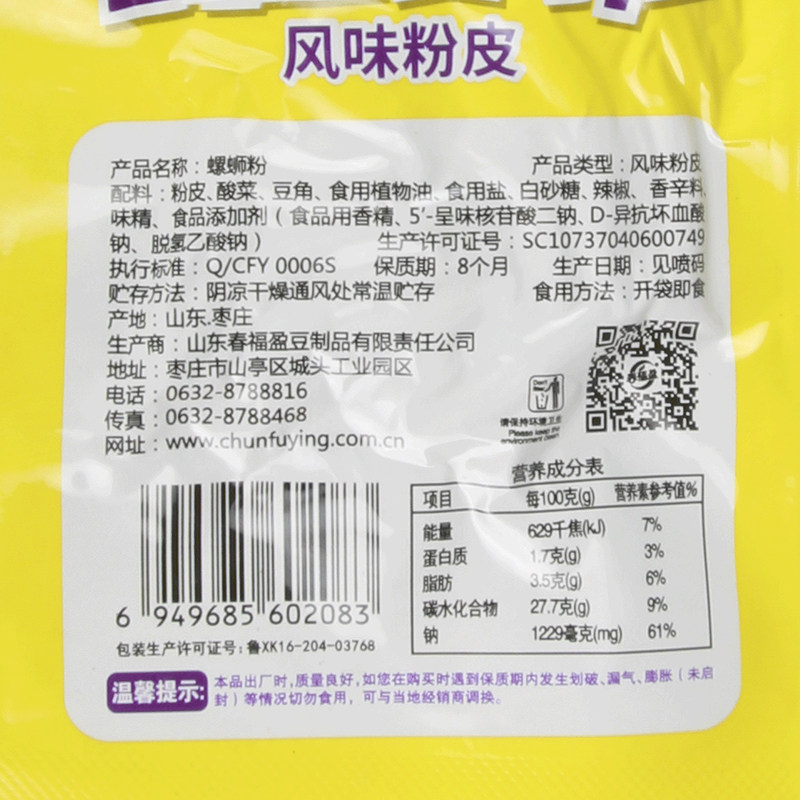 风味粉皮
产品名称：螺蛳粉 产品类型：风味粉皮
配料：粉皮、酸菜、豆角、食用植物油、食用盐、白砂糖、辣椒、香辛料、
味精、食品添加剂（食品用香精、5'-呈味核苷酸二钠、D-异抗坏血酸
钠、脱氢乙酸钠） 生产许可证号：SC10737040600749
执行标准：Q/CFY 0006S 保质期：8个月 生产日期：见喷码
贮存方法：阴凉干燥通风处常温贮存 食用方法：开袋即食
产地：山东.枣庄
生产商：山东春福盈豆制品有限责任公司
地址：枣庄市山亭区城头工业园区
电话：0632-8788816
传真：0632-8788468
网址：www.chunfuying.com.cn
请保持环境卫生
Please keep the
environment clean
营养成分表
项目 每100克(g) 营养素参考值%
能量 629千焦(kJ) 7%
蛋白质 1.7克(g) 3%
脂肪 3.5克(g) 6%
碳水化合物 27.7克(g) 9%
钠 1229毫克(mg) 61%
6 949685 602083
包装生产许可证号：鲁XK16-204-03768
温馨提示：本品出厂时，质量良好，如您在购买时遇到保质期内发生划破、漏气、膨胀（未启
封）等情况切勿食用，可与当地经销商调换。